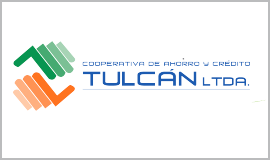 COOPERATIVA DE AHORRO Y CRÉDITO
TULCÁN LTDA.